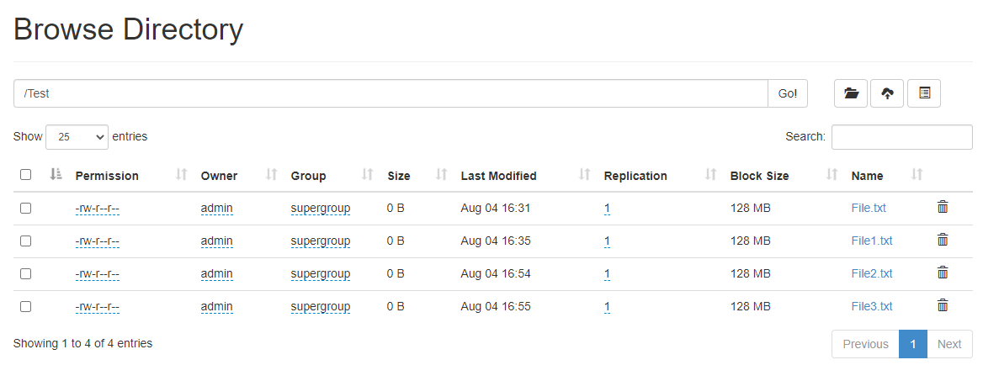 Browse Directory
/Test Go!
Show 25 entries Search:
Permission Owner Group Size Last Modified Replication Block Size Name
-rw-r--r-- admin supergroup 0 B Aug 04 16:31 1 128 MB File.txt
-rw-r--r-- admin supergroup 0 B Aug 04 16:35 1 128 MB File1.txt
-rw-r--r-- admin supergroup 0 B Aug 04 16:54 1 128 MB File2.txt
-rw-r--r-- admin supergroup 0 B Aug 04 16:55 1 128 MB File3.txt
Showing 1 to 4 of 4 entries Previous 1 Next